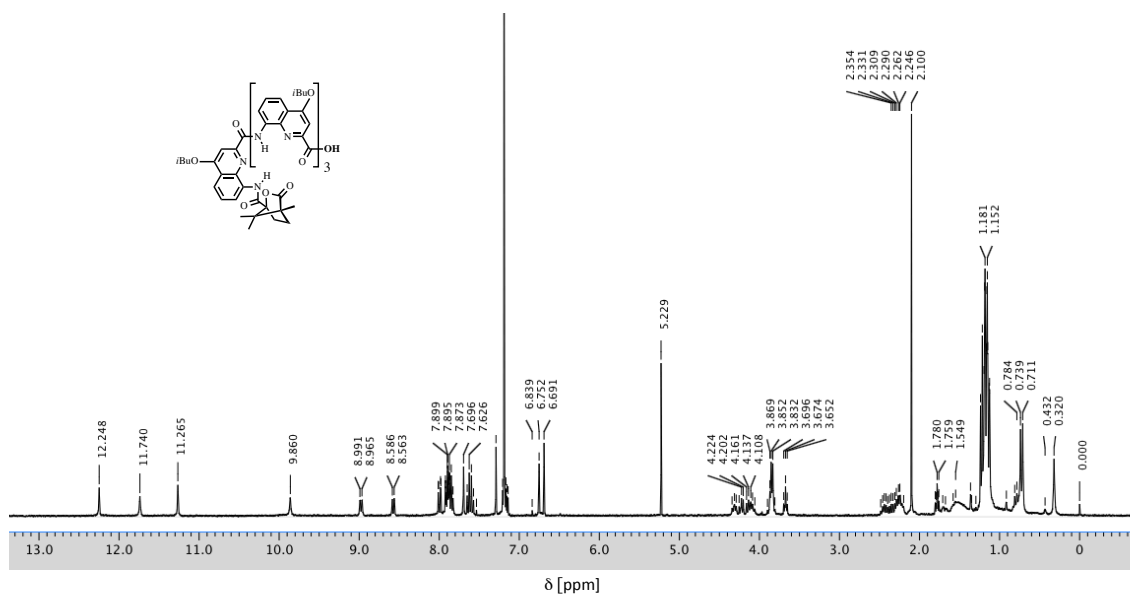 2.354
2.331
2.309
2.290
2.262
2.246
2.100
iBuO
O
N
H
N
O
OH
3
iBuO
N
N
H
O
O
O
1.181
1.152
5.229
12.248
11.740
11.265
9.860
8.991
8.965
8.586
8.563
7.899
7.895
7.873
7.696
7.626
6.839
6.752
6.691
4.224
4.202
4.161
4.137
4.108
3.869
3.852
3.832
3.696
3.674
3.652
1.780
1.759
1.549
0.784
0.739
0.711
0.432
0.320
0.000
13.0 12.0 11.0 10.0 9.0 8.0 7.0 6.0 5.0 4.0 3.0 2.0 1.0 0
δ [ppm]